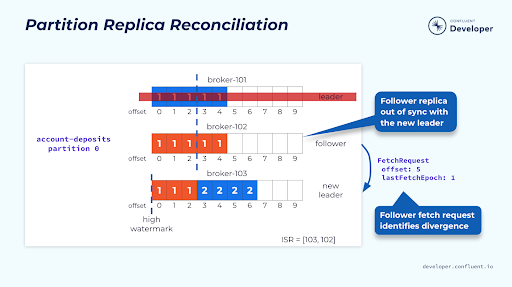 Partition Replica Reconciliation
CONFLUENT
Developer
broker-101
1 1 1 1 1
leader
offset 0 1 2 3 4 5 6 7 8 9
Follower replica
out of sync with
the new leader
account-deposits
partition 0
broker-102
1 1 1 1 1
follower
offset 0 1 2 3 4 5 6 7 8 9
FetchRequest
offset: 5
lastFetchEpoch: 1
broker-103
1 1 1 2 2 2 2
new
leader
offset 0 1 2 3 4 5 6 7 8 9
high
watermark
Follower fetch request
identifies divergence
ISR = [103, 102]
developer.confluent.io